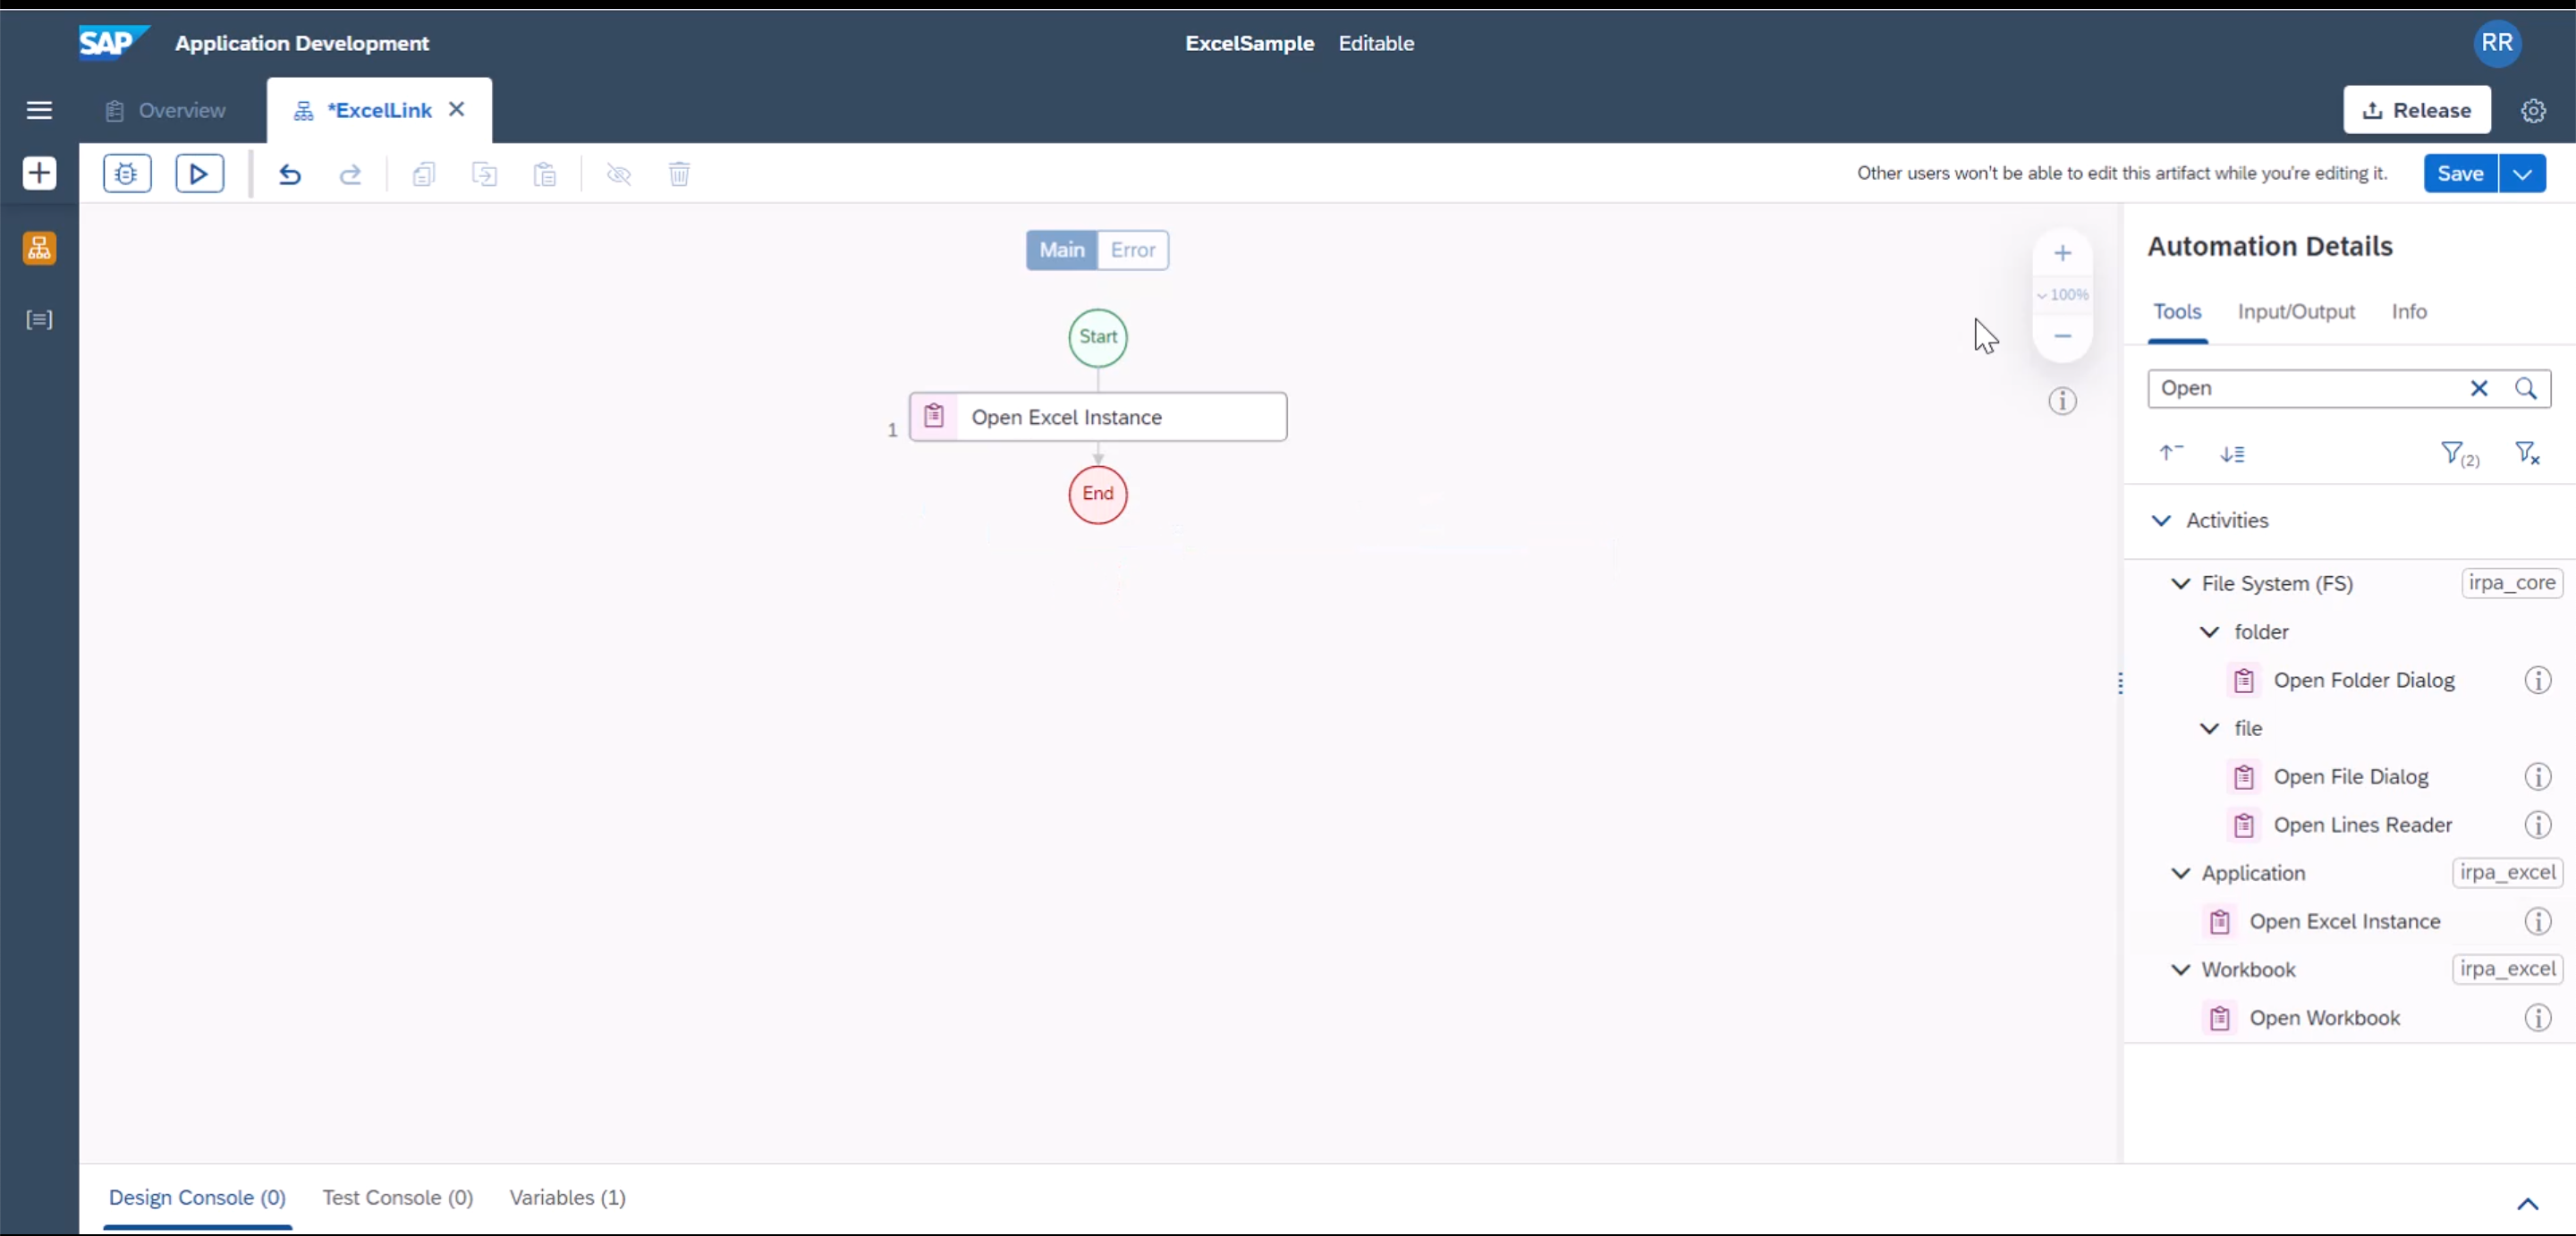 SAP Application Development ExcelSample Editable RR
Overview *ExcelLink Release
Other users won't be able to edit this artifact while you're editing it. Save
Main Error
100%
Start
1 Open Excel Instance
End
Automation Details
Tools Input/Output Info
Open
(2)
Activities
File System (FS) irpa_core
folder
Open Folder Dialog
file
Open File Dialog
Open Lines Reader
Application irpa_excel
Open Excel Instance
Workbook irpa_excel
Open Workbook
Design Console (0) Test Console (0) Variables (1)